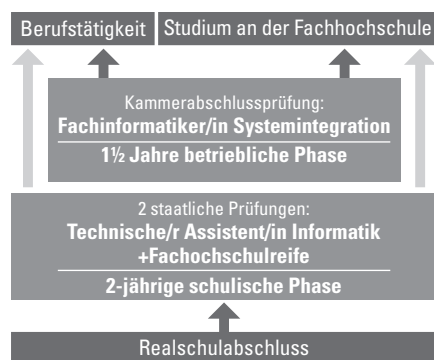 Berufstätigkeit
Studium an der Fachhochschule
Kammerabschlussprüfung:
Fachinformatiker/in Systemintegration
1½ Jahre betriebliche Phase
2 staatliche Prüfungen:
Technische/r Assistent/in Informatik
+Fachochschulreife
2-jährige schulische Phase
Realschulabschluss